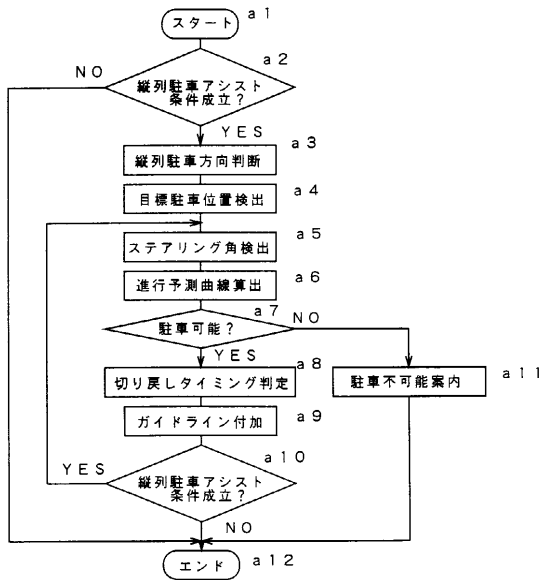 スタート
a1
a2
NO
縦列駐車アシスト
条件成立?
YES
a3
縦列駐車方向判断
a4
目標駐車位置検出
a5
ステアリング角検出
a6
進行予測曲線算出
a7
NO
駐車可能?
YES
a8
切り戻しタイミング判定
a11
駐車不可能案内
a9
ガイドライン付加
a10
YES
縦列駐車アシスト
条件成立?
NO
エンド
a12